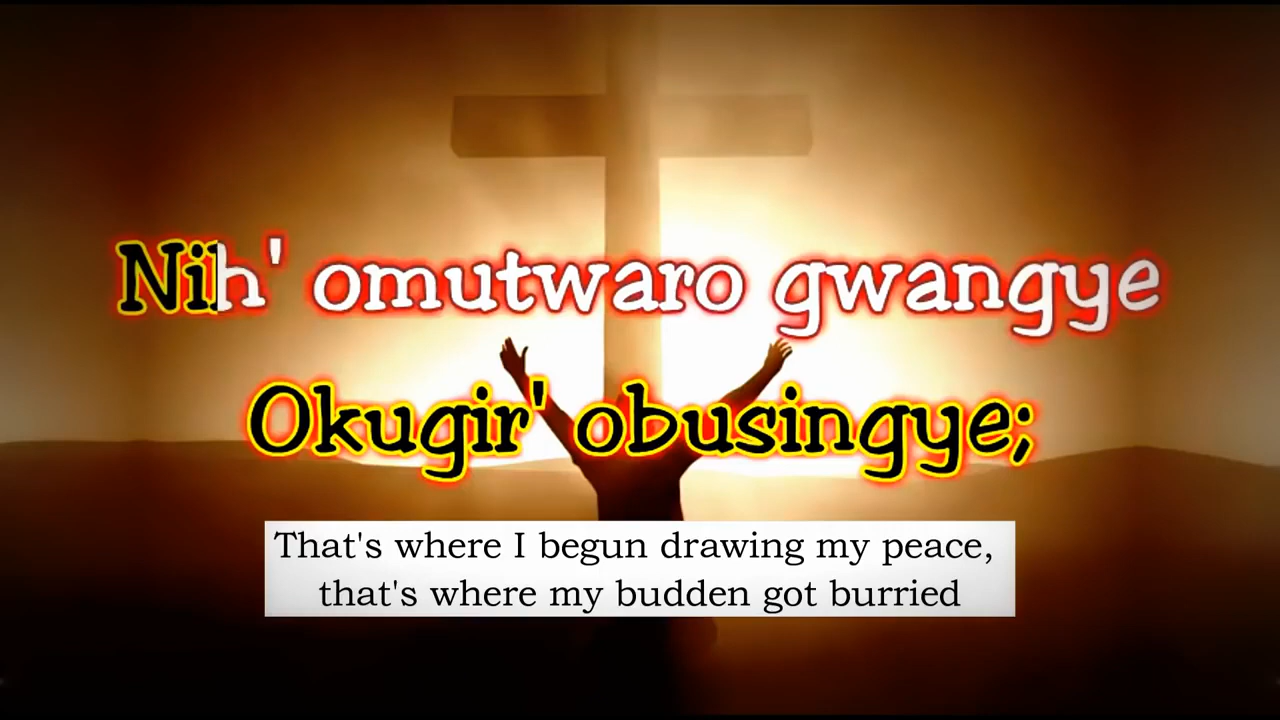 Nih' omutwaro gwangye
Okugir' obusingye;
That's where I begun drawing my peace,
that's where my budden got burried